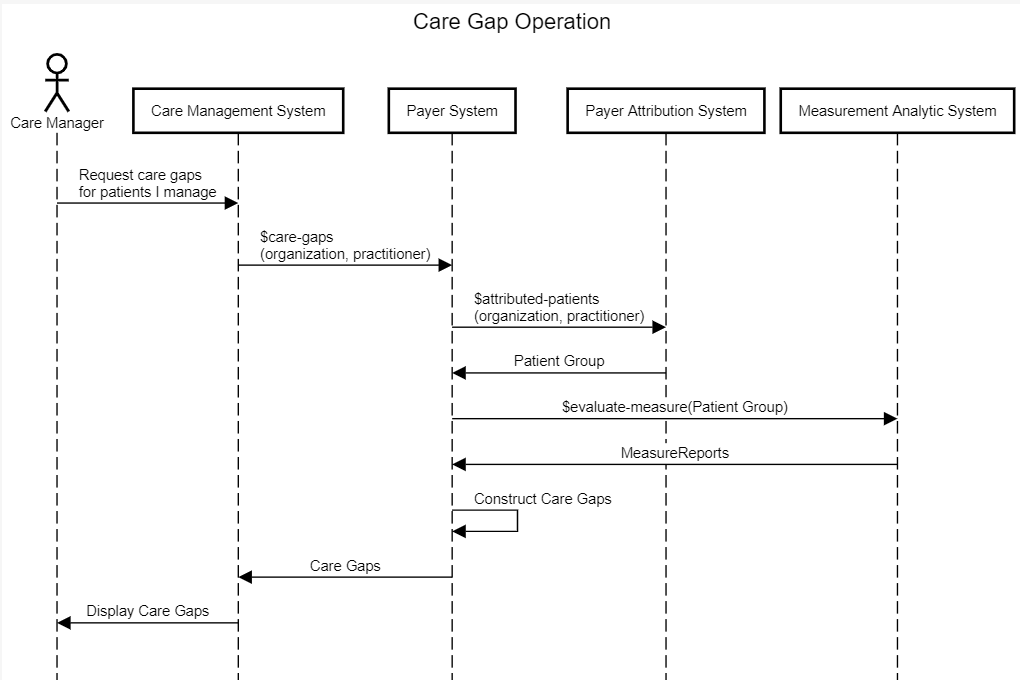 Care Gap Operation
Care Manager
Care Management System
Payer System
Payer Attribution System
Measurement Analytic System
Request care gaps
for patients I manage
$care-gaps
(organization, practitioner)
$attributed-patients
(organization, practitioner)
Patient Group
$evaluate-measure(Patient Group)
MeasureReports
Construct Care Gaps
Care Gaps
Display Care Gaps